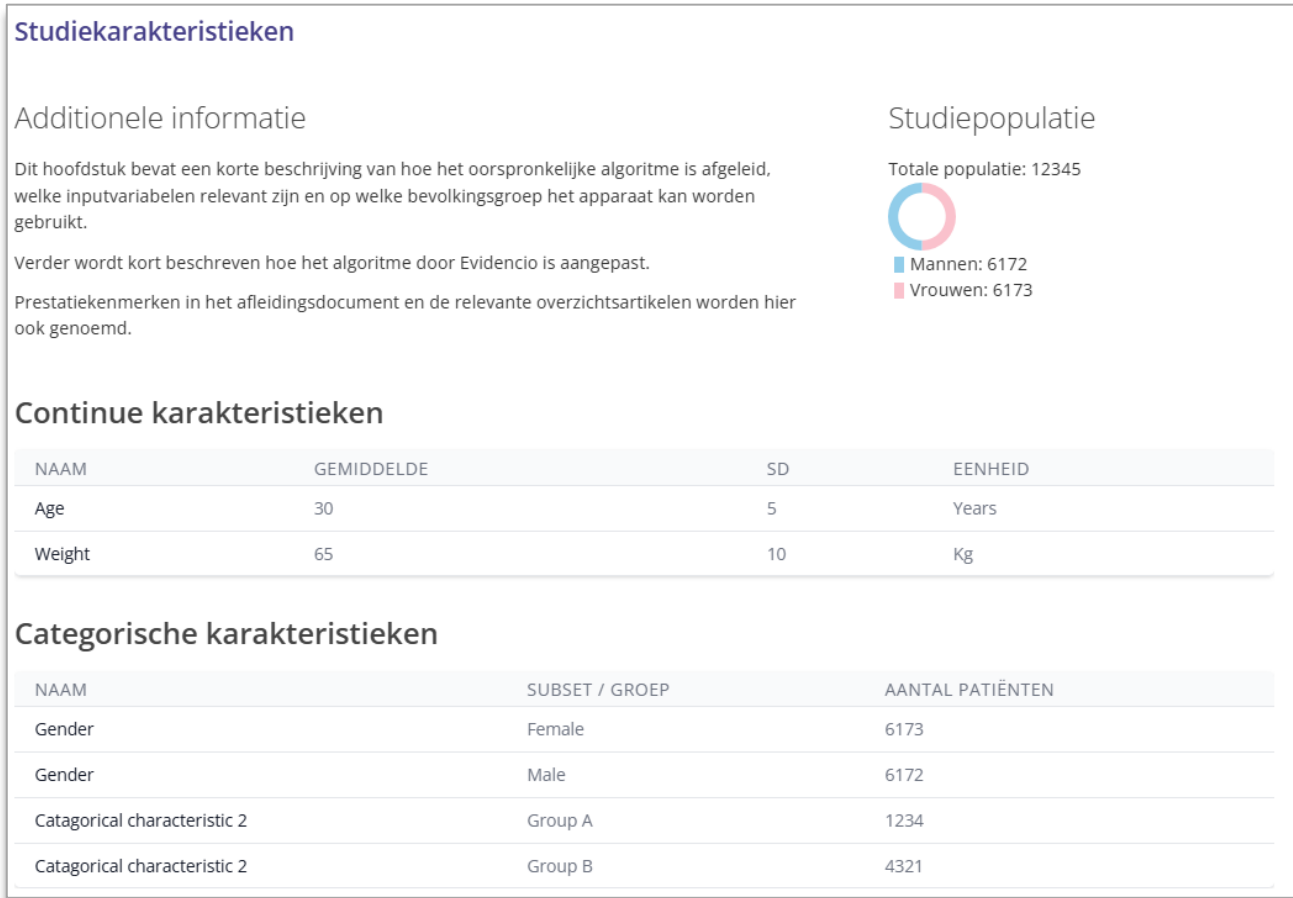 Studiekarakteristieken
Additionele informatie
Dit hoofdstuk bevat een korte beschrijving van hoe het oorspronkelijke algoritme is afgeleid,
welke inputvariabelen relevant zijn en op welke bevolkingsgroep het apparaat kan worden
gebruikt.
Verder wordt kort beschreven hoe het algoritme door Evidencio is aangepast.
Prestatiekenmerken in het afleidingsdocument en de relevante overzichtsartikelen worden hier
ook genoemd.
Studiepopulatie
Totale populatie: 12345
Mannen: 6172
Vrouwen: 6173
Continue karakteristieken
NAAM GEMIDDELDE SD EENHEID
Age 30 5 Years
Weight 65 10 Kg
Categorische karakteristieken
NAAM SUBSET / GROEP AANTAL PATIËNTEN
Gender Female 6173
Gender Male 6172
Catagorical characteristic 2 Group A 1234
Catagorical characteristic 2 Group B 4321